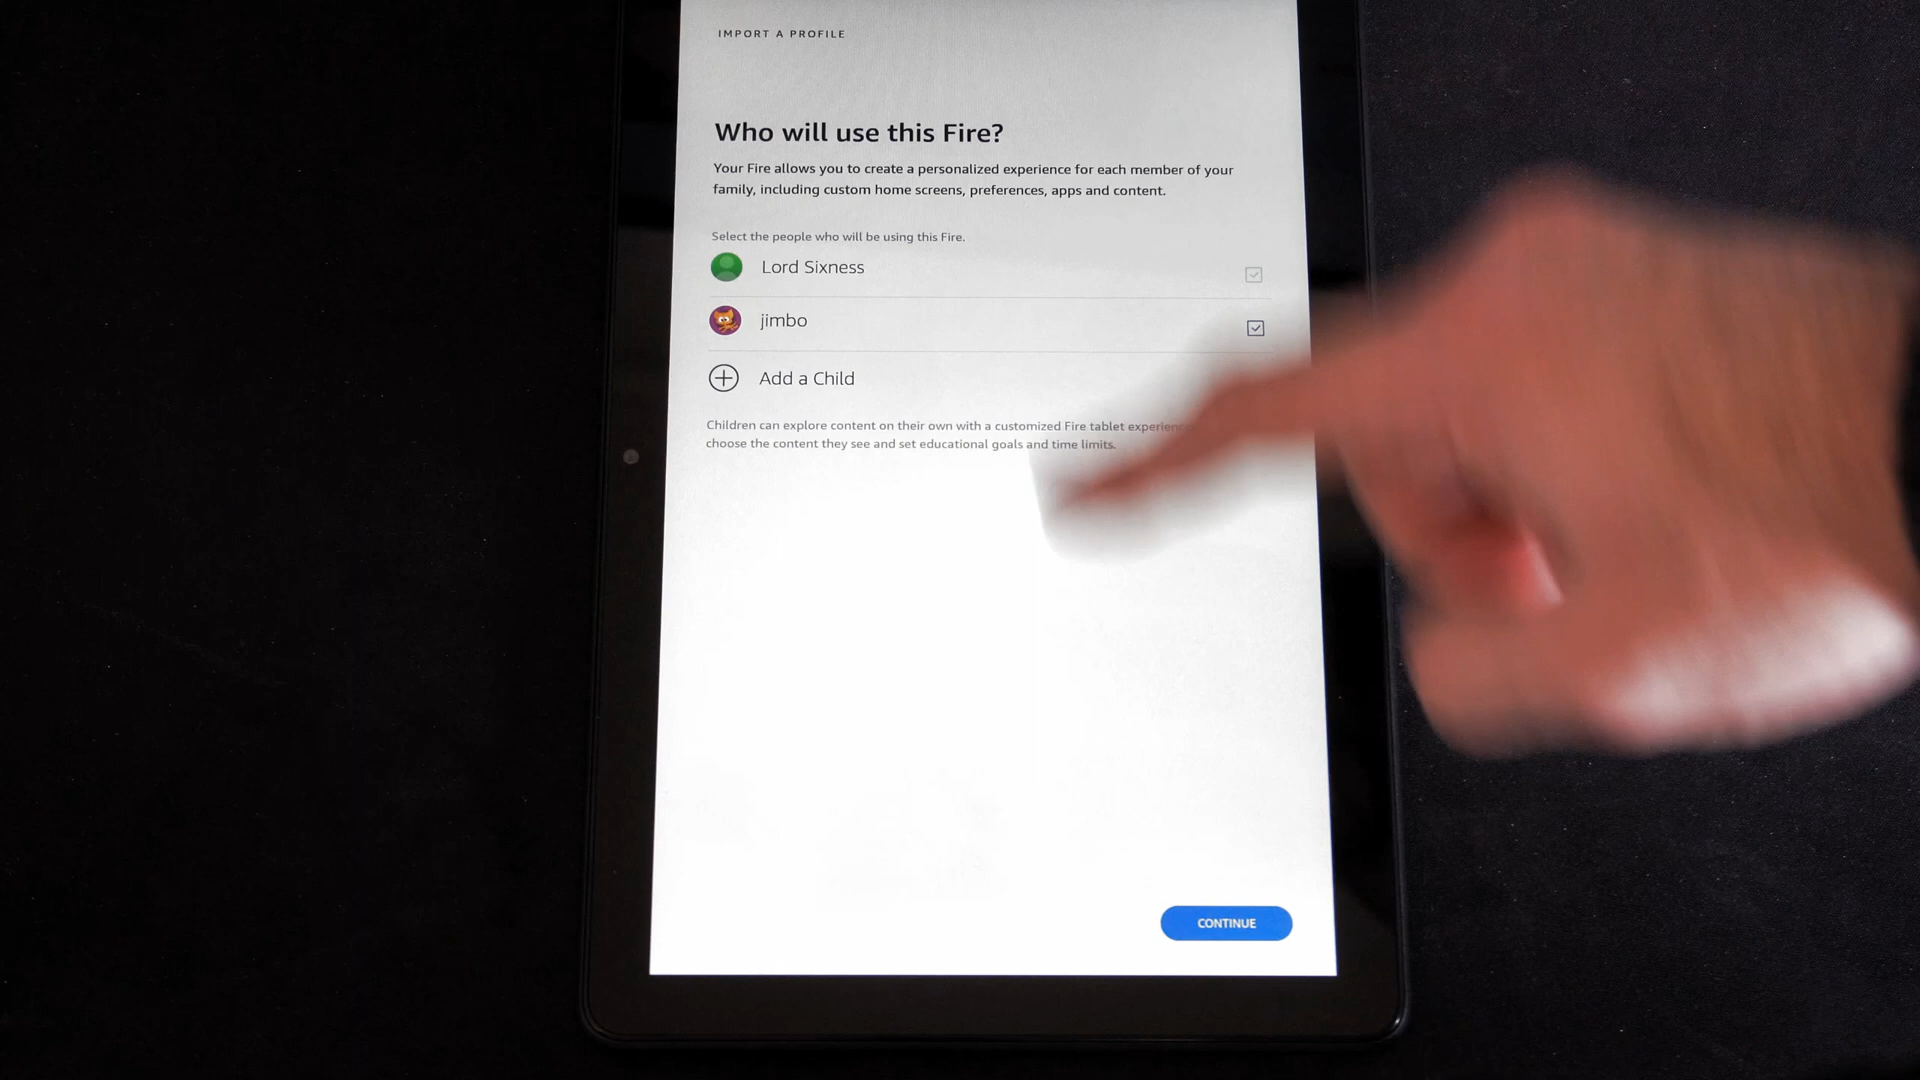 IMPORT A PROFILE
Who will use this Fire?
Your Fire allows you to create a personalized experience for each member of your
family, including custom home screens, preferences, apps and content.
Select the people who will be using this Fire.
Lord Sixness
jimbo
Add a Child
Children can explore content on their own with a customized Fire tablet
choose the content they see and set educational goals and time limits.
CONTINUE